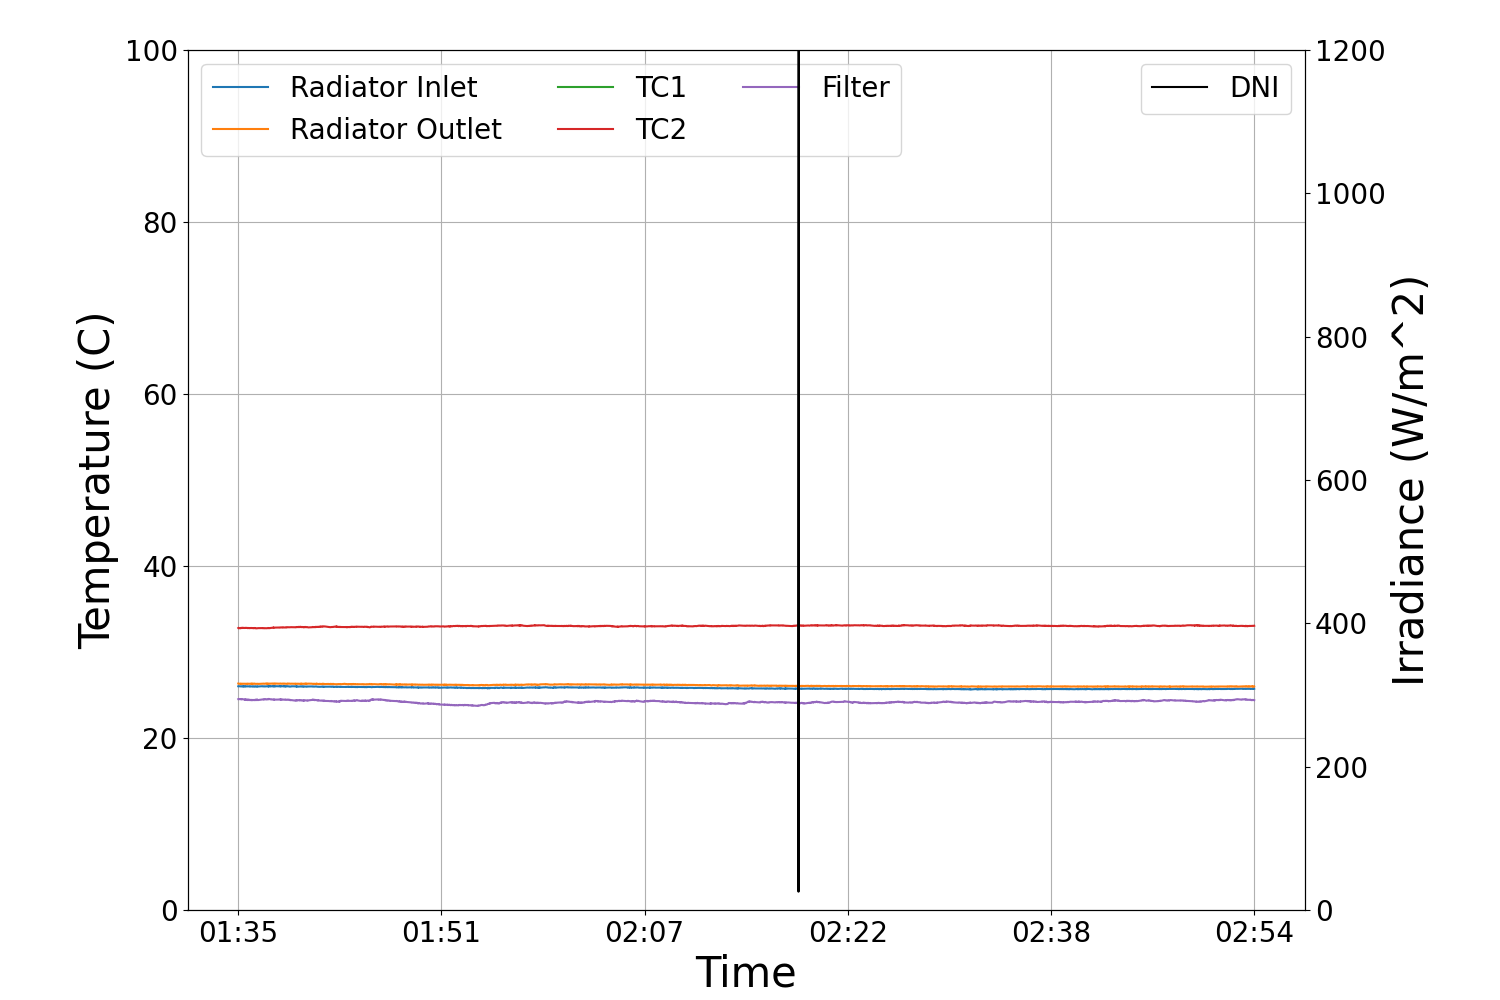 100
80
60
40
20
0
Temperature (C)
Radiator Inlet
Radiator Outlet
TC1
TC2
Filter
DNI
1200
1000
800
600
400
200
0
Irradiance (W/m^2)
01:35 01:51 02:07 02:22 02:38 02:54
Time